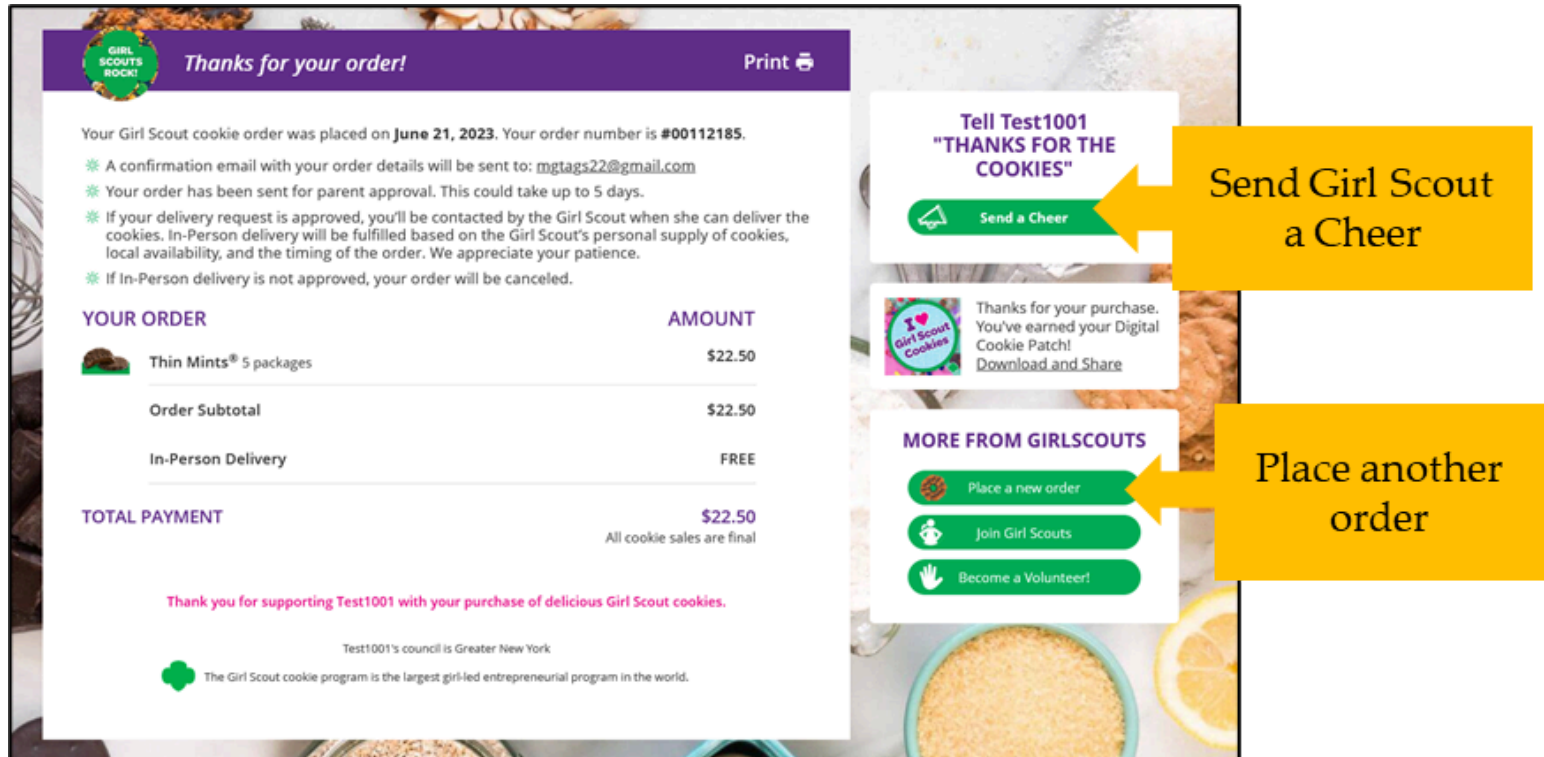 GIRL
SCOUTS
ROCK!
Thanks for your order!
Print
Your Girl Scout cookie order was placed on June 21, 2023. Your order number is #00112185.
A confirmation email with your order details will be sent to: mgtags22@gmail.com
Your order has been sent for parent approval. This could take up to 5 days.
If your delivery request is approved, you'll be contacted by the Girl Scout when she can deliver the
cookies. In-Person delivery will be fulfilled based on the Girl Scout's personal supply of cookies,
local availability, and the timing of the order. We appreciate your patience.
If In-Person delivery is not approved, your order will be canceled.
YOUR ORDER AMOUNT
Thin Mints® 5 packages $22.50
Order Subtotal $22.50
In-Person Delivery FREE
TOTAL PAYMENT $22.50
All cookie sales are final
Thank you for supporting Test1001 with your purchase of delicious Girl Scout cookies.
Test1001's council is Greater New York
The Girl Scout cookie program is the largest girl-led entrepreneurial program in the world.
Tell Test1001
"THANKS FOR THE
COOKIES"
Send a Cheer
Send Girl Scout
a Cheer
I ♥
Girl Scout
Cookies
Thanks for your purchase.
You've earned your Digital
Cookie Patch!
Download and Share
MORE FROM GIRLSCOUTS
Place a new order
Join Girl Scouts
Become a Volunteer!
Place another
order